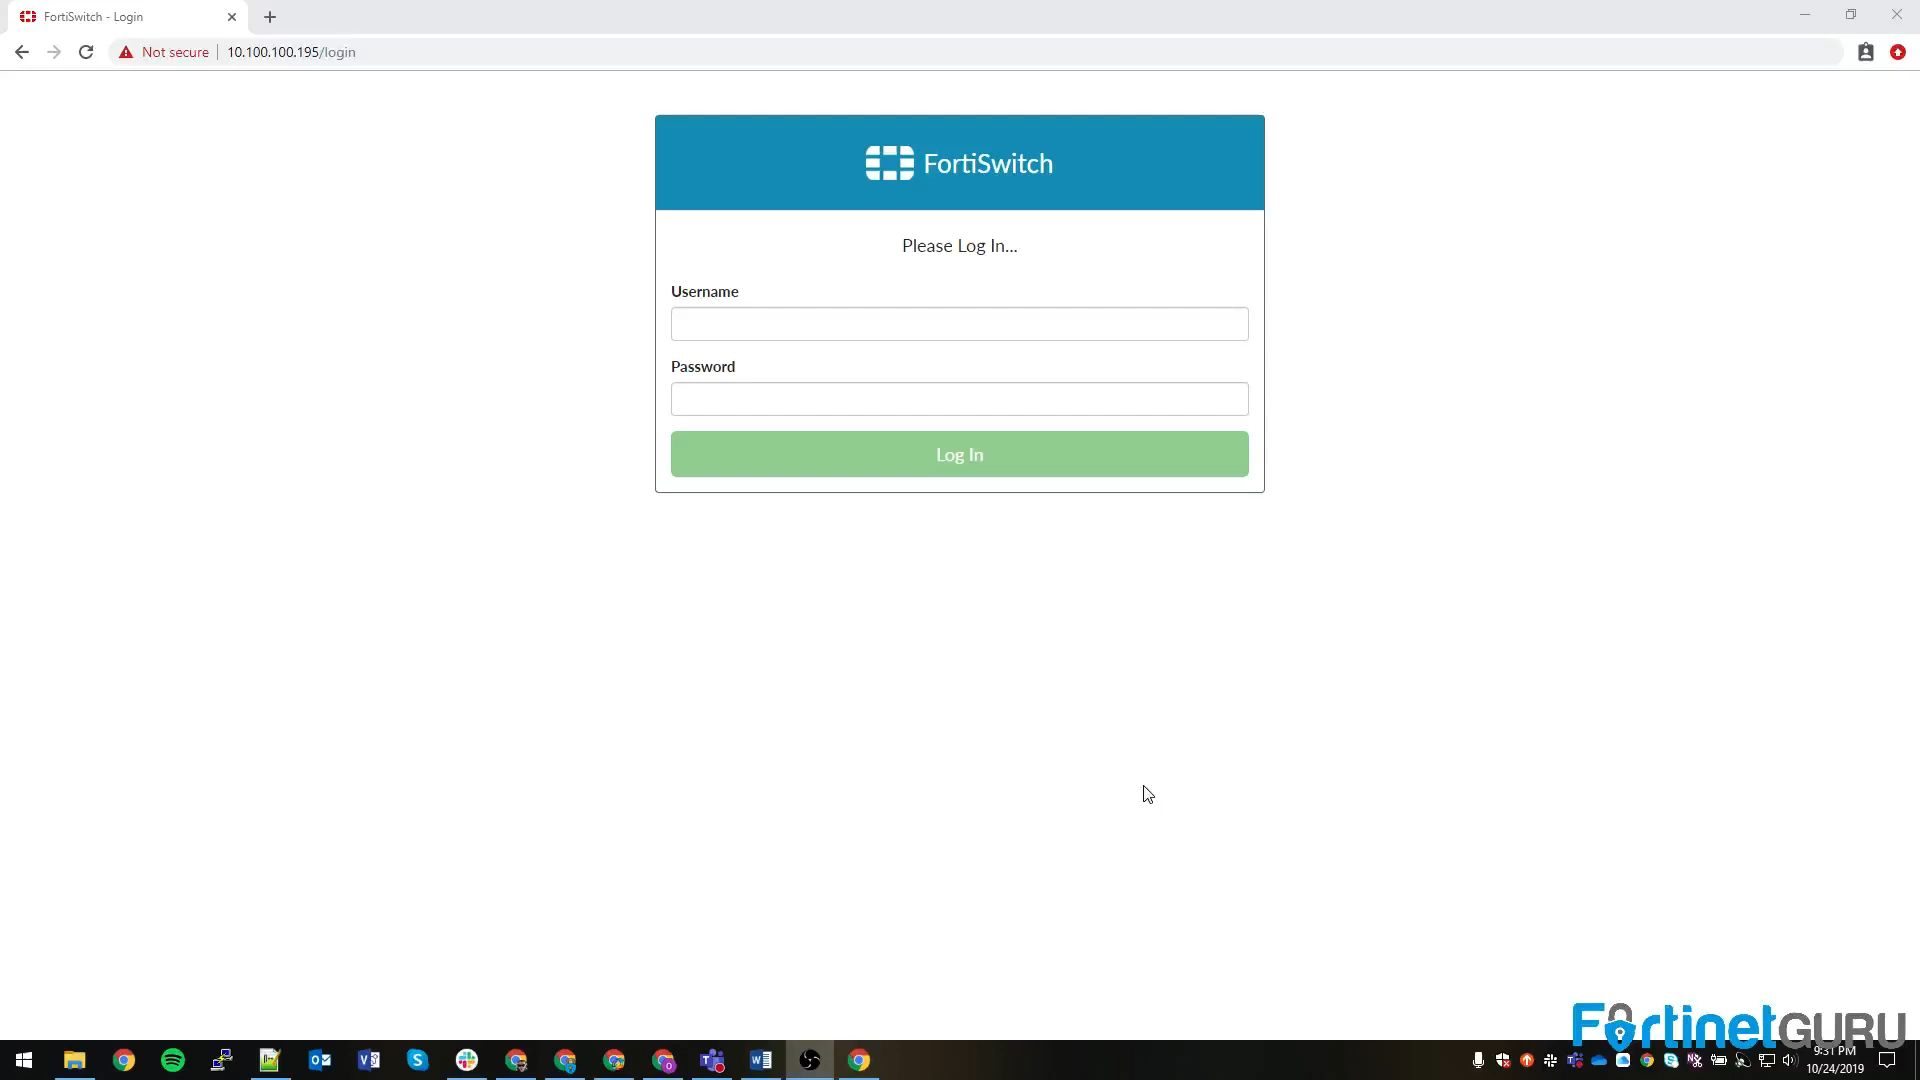 FortiSwitch - Login
Not secure
10.100.100.195/login
FortiSwitch
Please Log In...
Username
Password
Log In
FortinetGURU
9:31 PM
10/24/2019